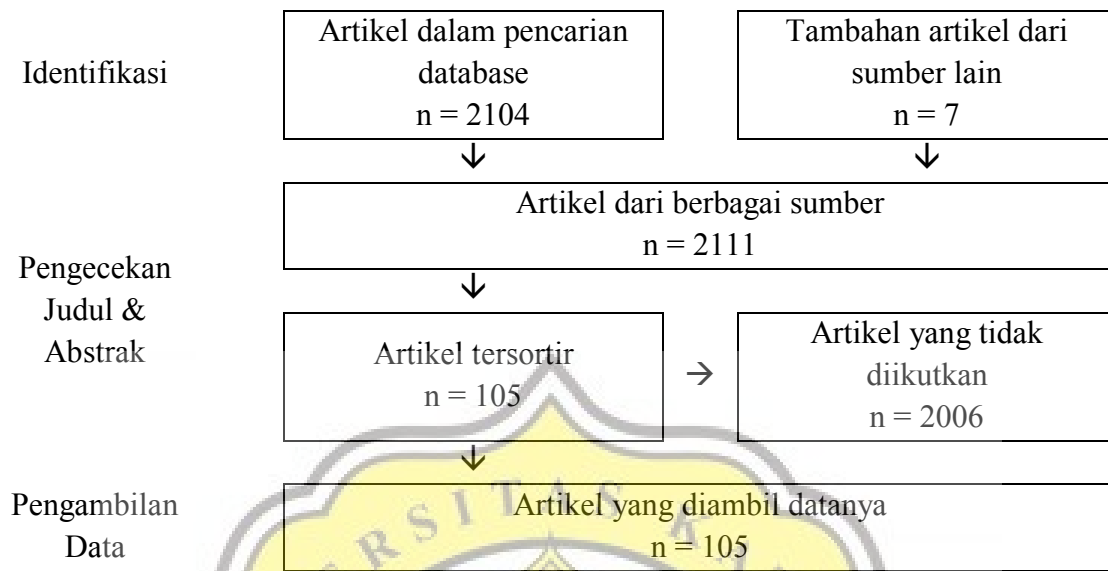 Identifikasi
Artikel dalam pencarian
database
n = 2104
Tambahan artikel dari
sumber lain
n = 7
Artikel dari berbagai sumber
n = 2111
Pengecekan
Judul &
Abstrak
Artikel tersortir
n = 105
Artikel yang tidak
diikutkan
n = 2006
Pengambilan
Data
Artikel yang diambil datanya
n = 105